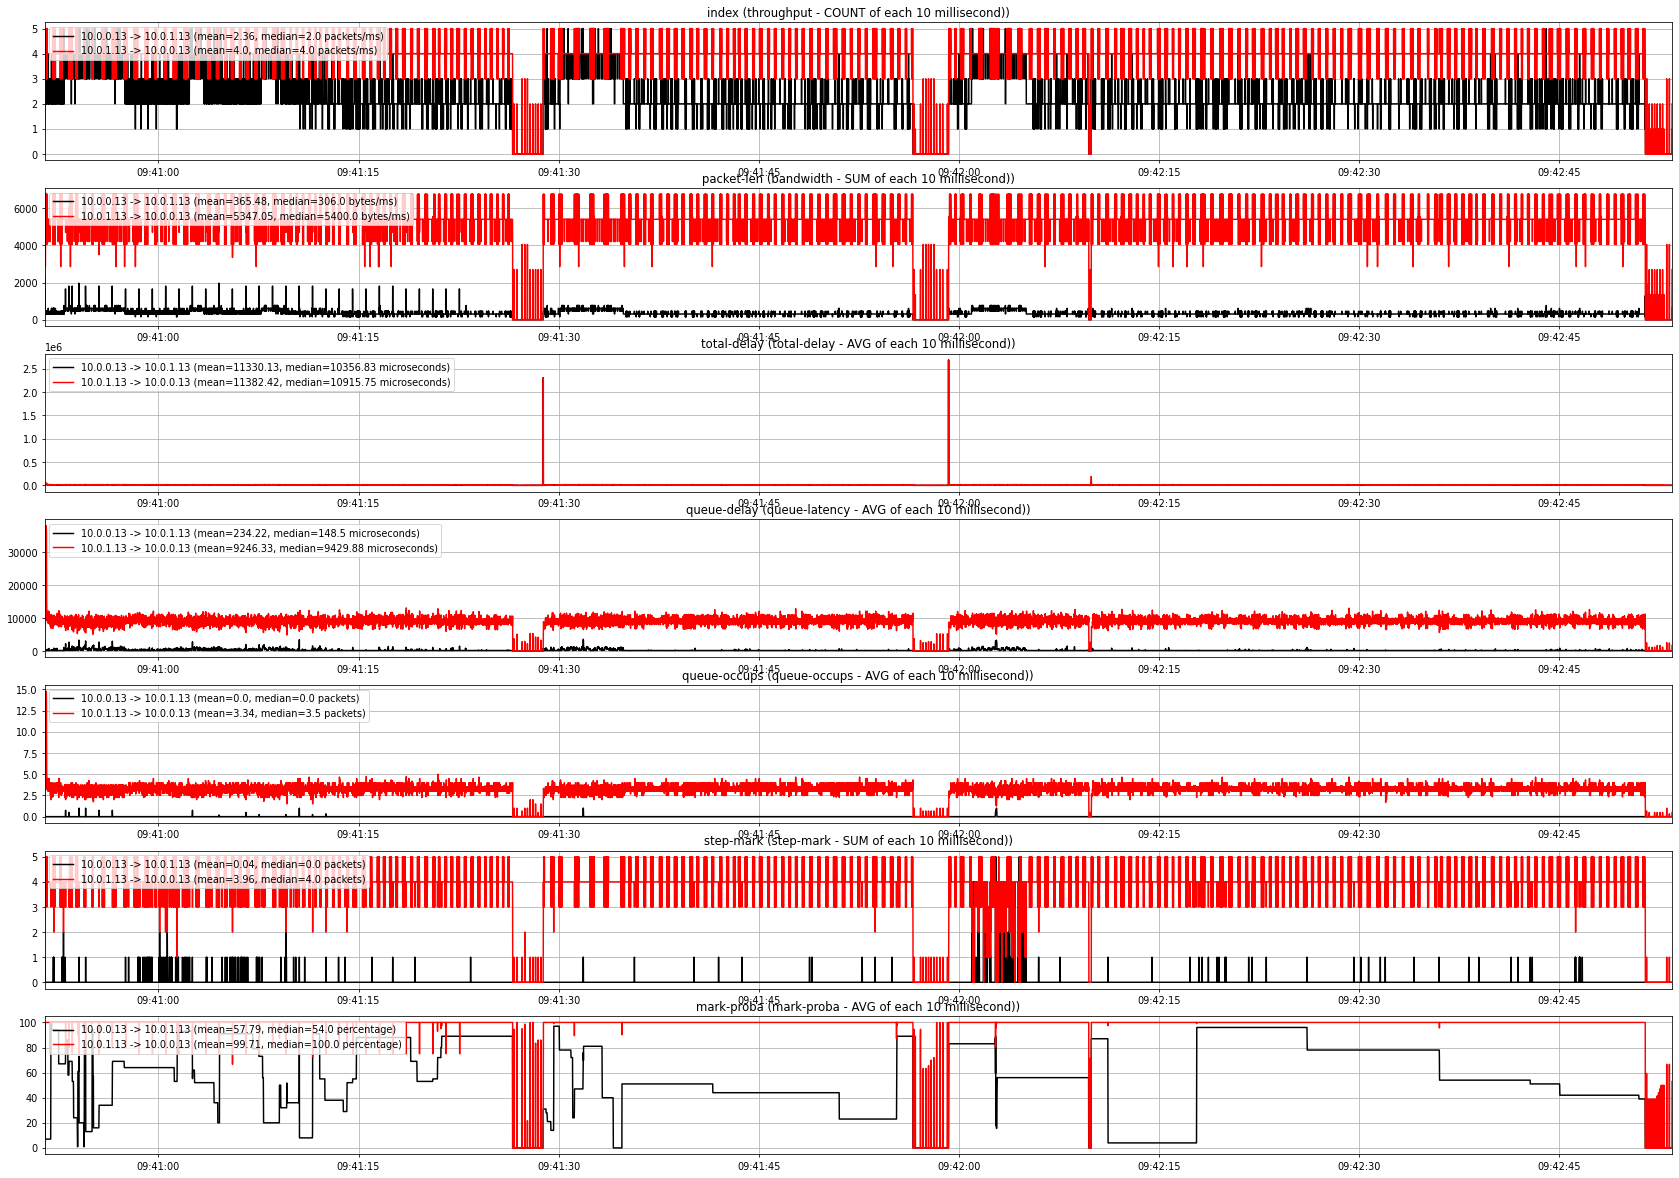 index (throughput - COUNT of each 10 millisecond))
5
10.0.0.13 -> 10.0.1.13 (mean=2.36, median=2.0 packets/ms)
10.0.1.13 -> 10.0.0.13 (mean=4.0, median=4.0 packets/ms)
4
3
2
1
0
09:41:00 09:41:15 09:41:30 09:41:45 09:42:00 09:42:15 09:42:30 09:42:45
packet-len (bandwidth - SUM of each 10 millisecond))
10.0.0.13 -> 10.0.1.13 (mean=365.48, median=306.0 bytes/ms)
6000
10.0.1.13 -> 10.0.0.13 (mean=5347.05, median=5400.0 bytes/ms)
4000
2000
0
09:41:00 09:41:15 09:41:30 09:41:45 09:42:00 09:42:15 09:42:30 09:42:45
1e6
total-delay (total-delay - AVG of each 10 millisecond))
2.5
10.0.0.13 -> 10.0.1.13 (mean=11330.13, median=10356.83 microseconds)
10.0.1.13 -> 10.0.0.13 (mean=11382.42, median=10915.75 microseconds)
2.0
1.5
1.0
0.5
0.0
09:41:00 09:41:15 09:41:30 09:41:45 09:42:00 09:42:15 09:42:30 09:42:45
queue-delay (queue-latency - AVG of each 10 millisecond))
10.0.0.13 -> 10.0.1.13 (mean=234.22, median=148.5 microseconds)
10.0.1.13 -> 10.0.0.13 (mean=9246.33, median=9429.88 microseconds)
30000
20000
10000
0
09:41:00 09:41:15 09:41:30 09:41:45 09:42:00 09:42:15 09:42:30 09:42:45
queue-occups (queue-occups - AVG of each 10 millisecond))
15.0
10.0.0.13 -> 10.0.1.13 (mean=0.0, median=0.0 packets)
10.0.1.13 -> 10.0.0.13 (mean=3.34, median=3.5 packets)
12.5
10.0
7.5
5.0
2.5
0.0
09:41:00 09:41:15 09:41:30 09:41:45 09:42:00 09:42:15 09:42:30 09:42:45
step-mark (step-mark - SUM of each 10 millisecond))
5
10.0.0.13 -> 10.0.1.13 (mean=0.04, median=0.0 packets)
10.0.1.13 -> 10.0.0.13 (mean=3.96, median=4.0 packets)
4
3
2
1
0
09:41:00 09:41:15 09:41:30 09:41:45 09:42:00 09:42:15 09:42:30 09:42:45
mark-proba (mark-proba - AVG of each 10 millisecond))
100
10.0.0.13 -> 10.0.1.13 (mean=57.79, median=54.0 percentage)
10.0.1.13 -> 10.0.0.13 (mean=99.71, median=100.0 percentage)
80
60
40
20
0
09:41:00 09:41:15 09:41:30 09:41:45 09:42:00 09:42:15 09:42:30 09:42:45